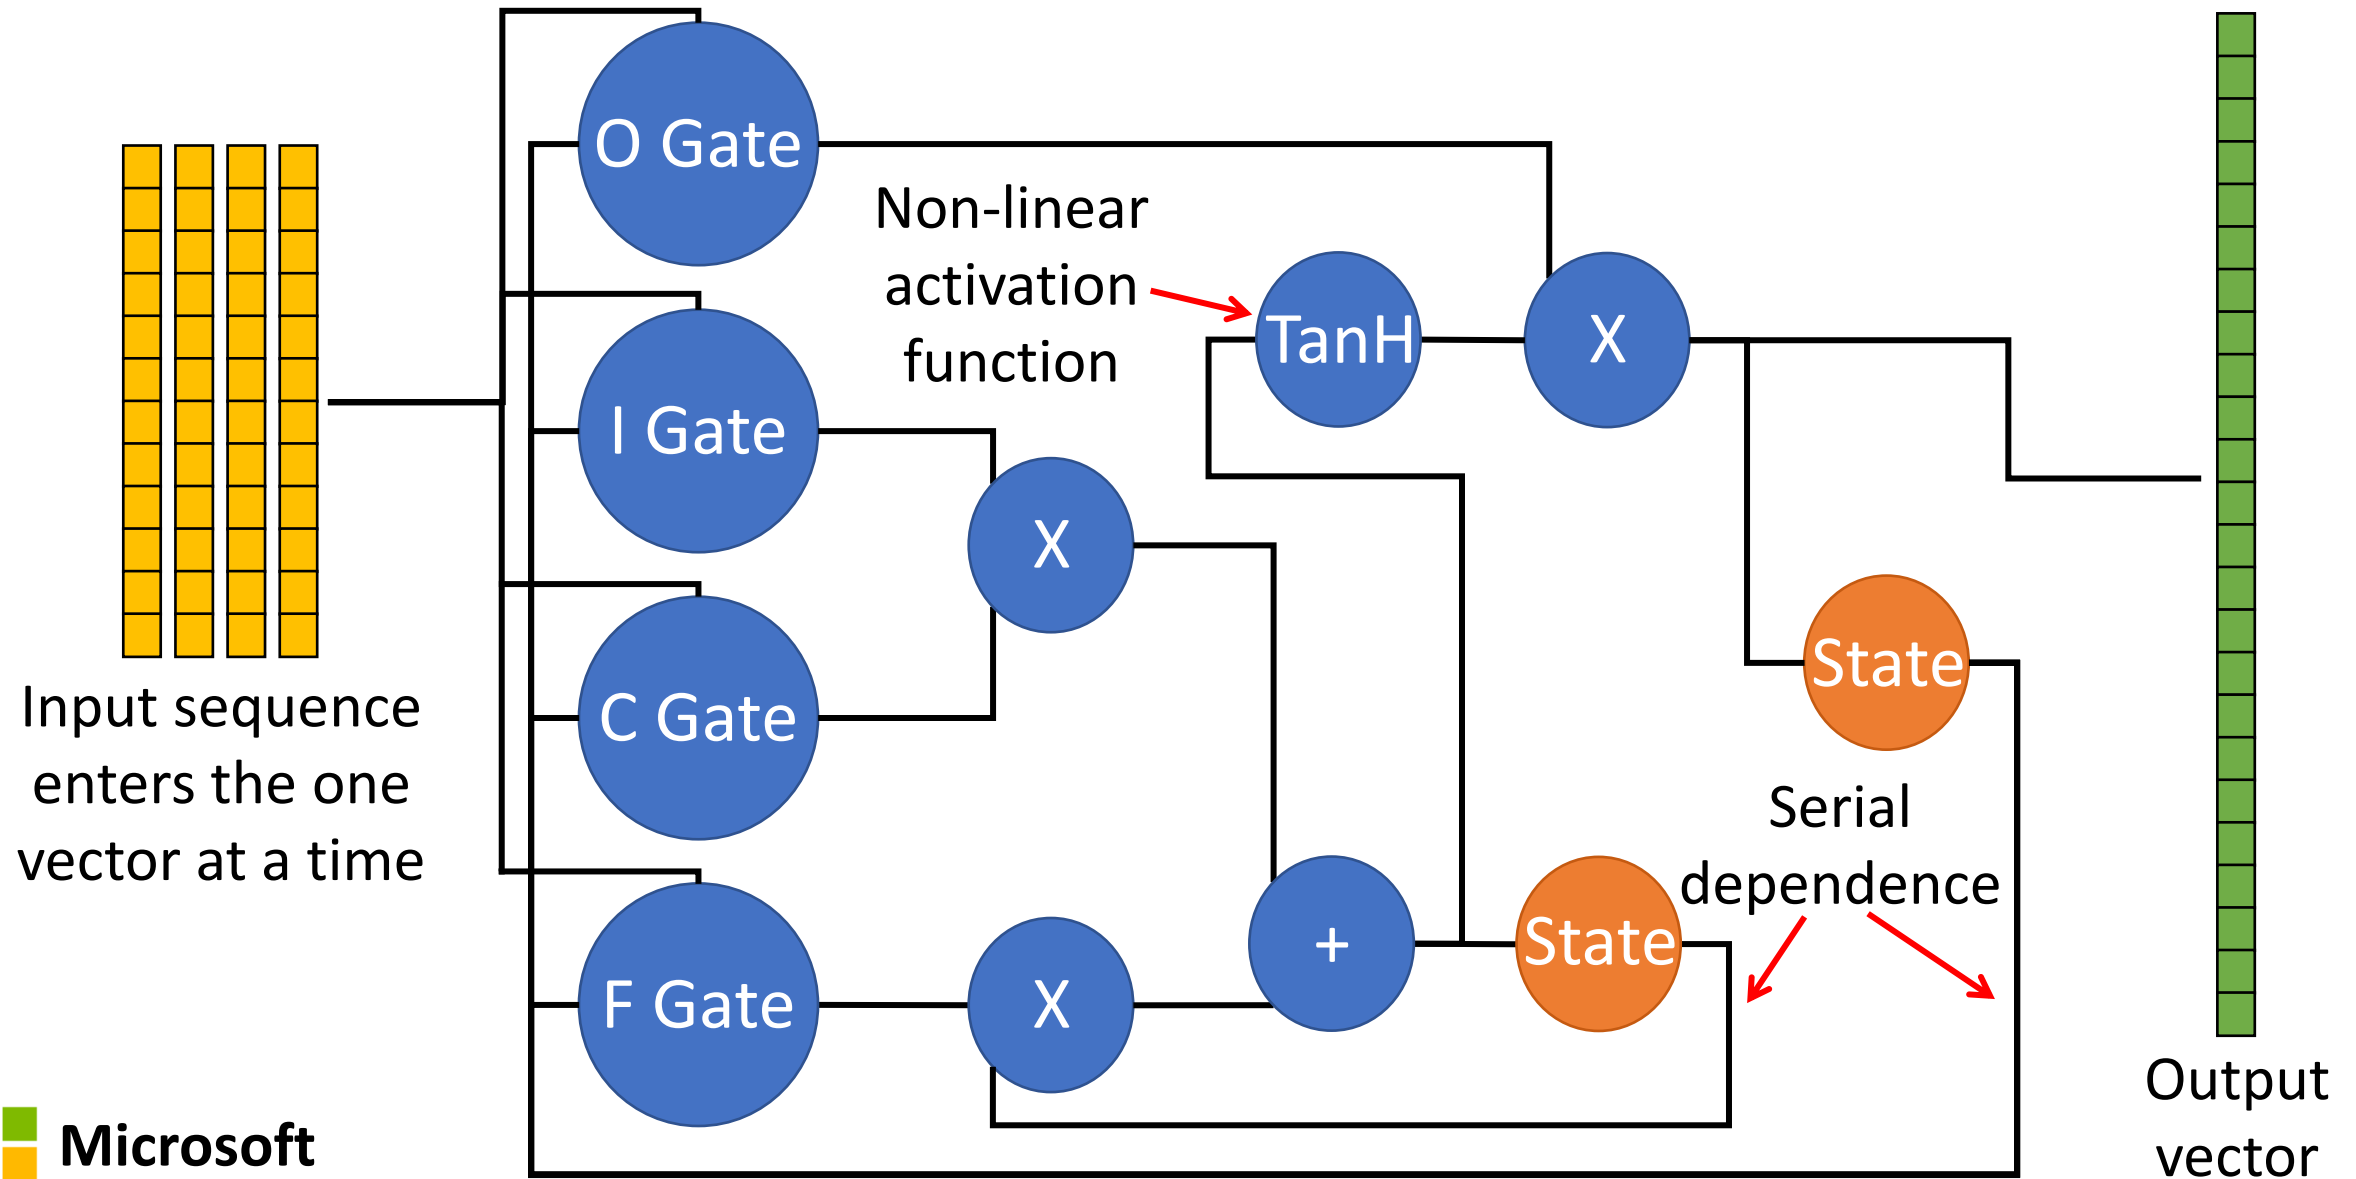 O Gate
Non-linear
activation
function
TanH
X
I Gate
X
C Gate
State
Input sequence
enters the one
vector at a time
Serial
dependence
F Gate
X
+
State
Output
vector
Microsoft